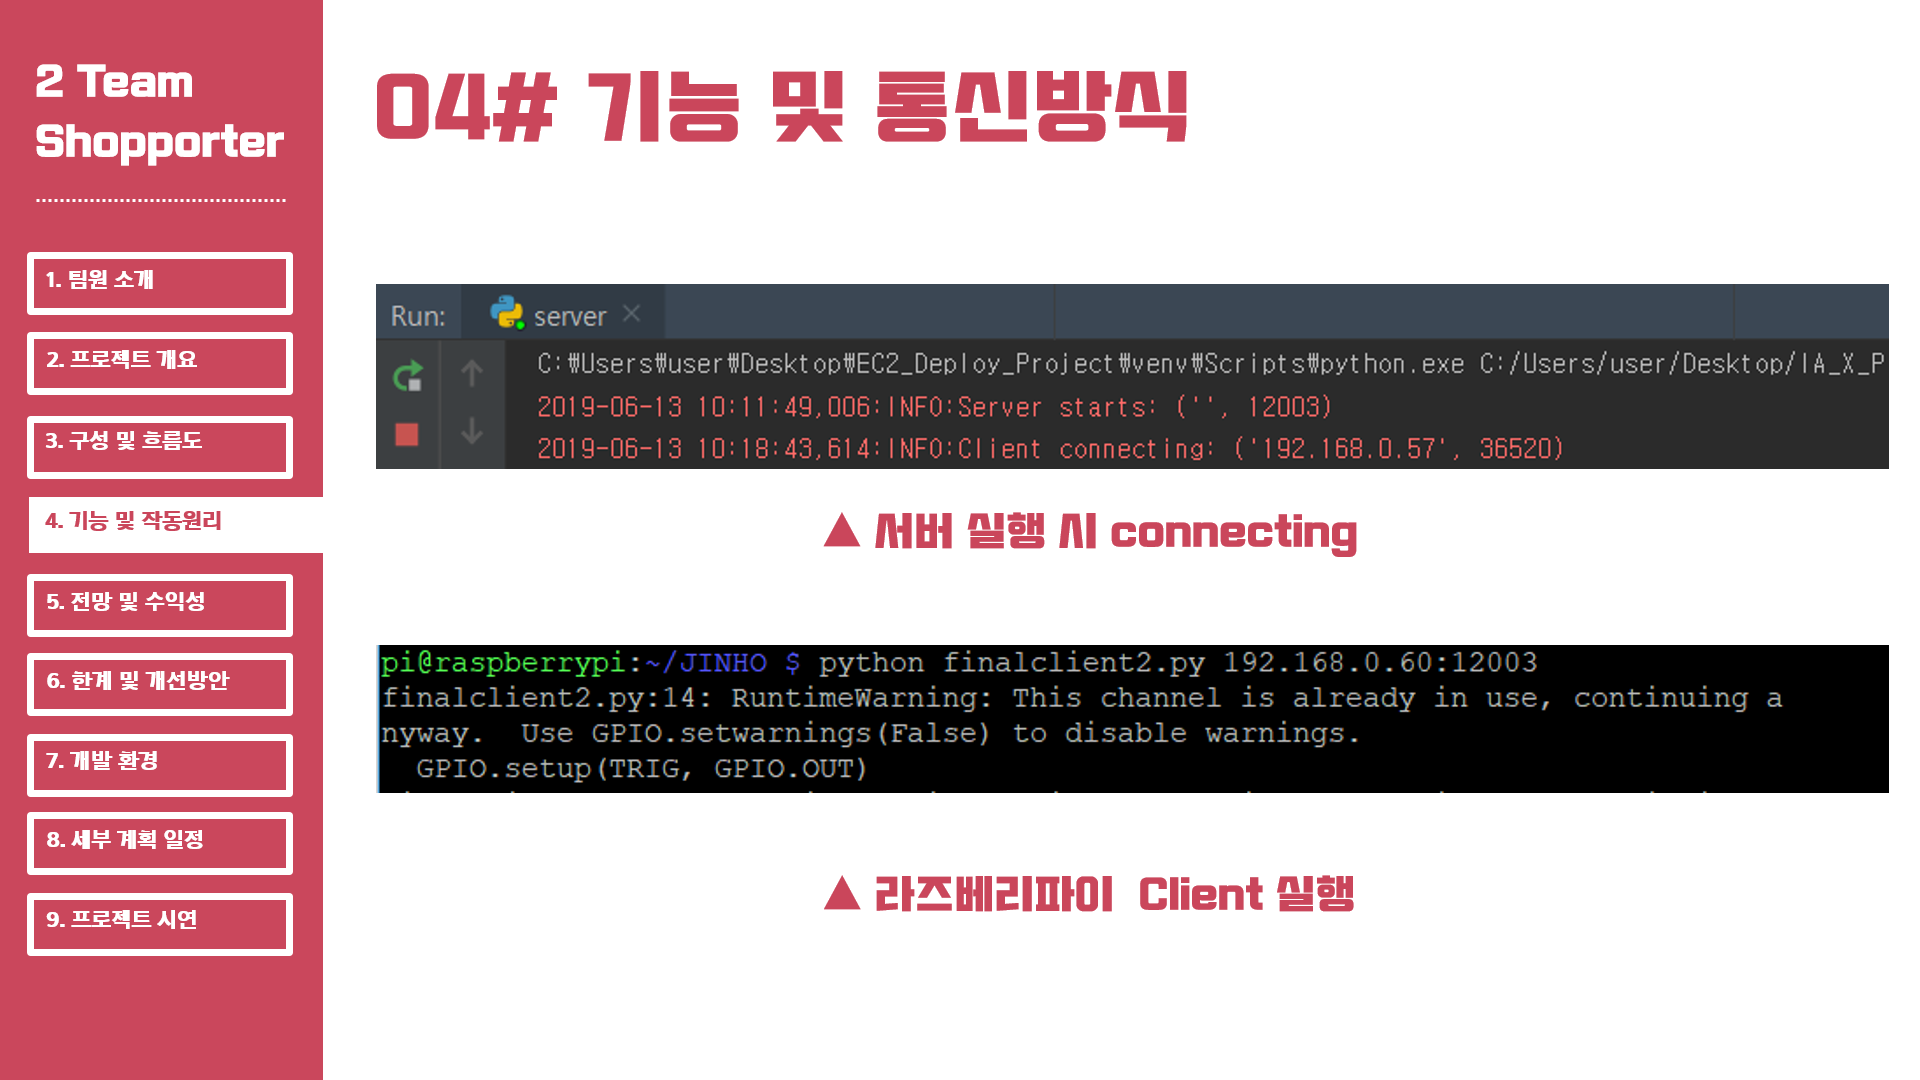 2 Team
Shopporter
1. 팀원 소개
2. 프로젝트 개요
3. 구성 및 흐름도
4. 기능 및 작동원리
5. 전망 및 수익성
6. 한계 및 개선방안
7. 개발 환경
8. 세부 계획 일정
9. 프로젝트 시연
04# 기능 및 통신방식
Run: server
C:₩Users₩user₩Desktop₩EC2_Deploy_Project₩venv₩Scripts₩python.exe C:/Users/user/Desktop/IA_X_P
2019-06-13 10:11:49,006:INFO:Server starts: ('', 12003)
2019-06-13 10:18:43,614:INFO:Client connecting: ('192.168.0.57', 36520)
▲ 서버 실행 시 connecting
pi@raspberrypi:~/JINHO $ python finalclient2.py 192.168.0.60:12003
finalclient2.py:14: RuntimeWarning: This channel is already in use, continuing a
nyway.  Use GPIO.setwarnings(False) to disable warnings.
GPIO.setup(TRIG, GPIO.OUT)
▲ 라즈베리파이 Client 실행